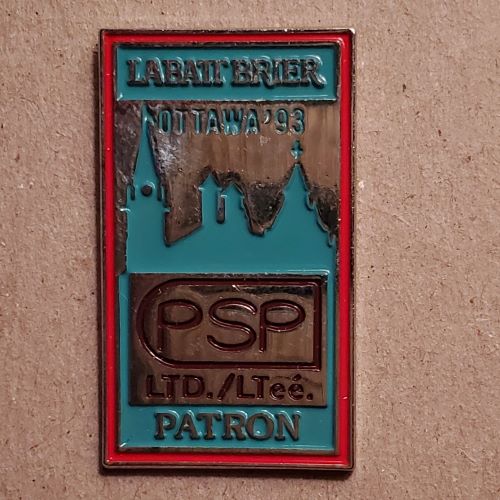 LABATT BRIER
OTTAWA '93
PSP
LTD./LTeé.
PATRON